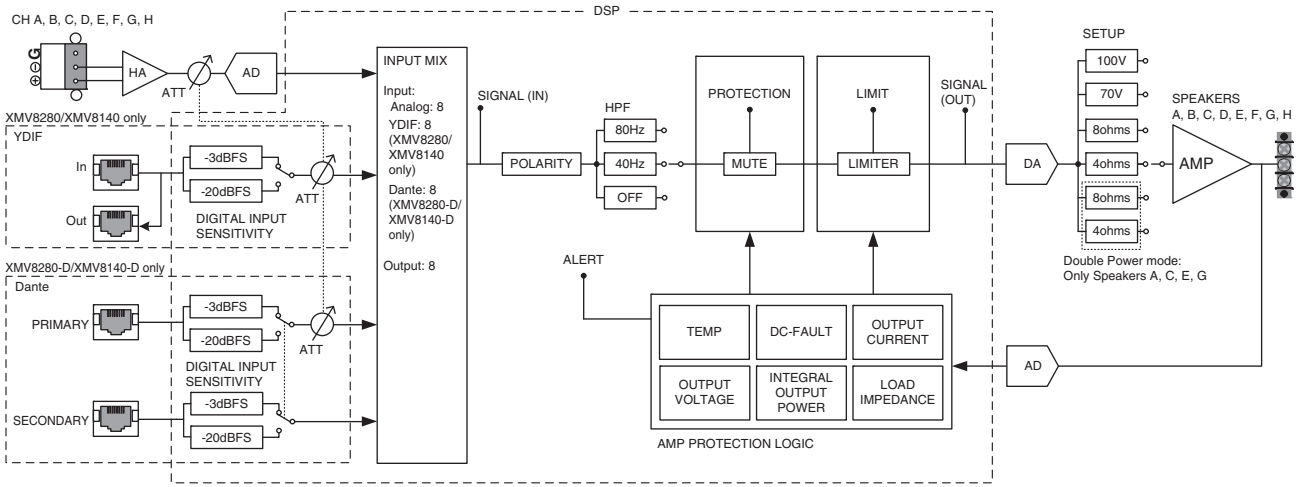 CH A, B, C, D, E, F, G, H
G
HA
ATT
AD
DSP
XMV8280/XMV8140 only
YDIF
In
Out
-3dBFS
-20dBFS
DIGITAL INPUT
SENSITIVITY
ATT
XMV8280-D/XMV8140-D only
Dante
PRIMARY
-3dBFS
-20dBFS
DIGITAL INPUT
SENSITIVITY
ATT
SECONDARY
-3dBFS
-20dBFS
INPUT MIX
Input:
Analog: 8
YDIF: 8
(XMV8280/
XMV8140
only)
Dante: 8
(XMV8280-D/
XMV8140-D
only)
Output: 8
SIGNAL (IN)
POLARITY
HPF
80Hz
40Hz
OFF
PROTECTION
MUTE
LIMIT
LIMITER
SIGNAL
(OUT)
ALERT
TEMP
DC-FAULT
OUTPUT
CURRENT
OUTPUT
VOLTAGE
INTEGRAL
OUTPUT
POWER
LOAD
IMPEDANCE
AMP PROTECTION LOGIC
DA
AD
SETUP
100V
70V
8ohms
4ohms
8ohms
4ohms
Double Power mode:
Only Speakers A, C, E, G
SPEAKERS
A, B, C, D, E, F, G, H
AMP